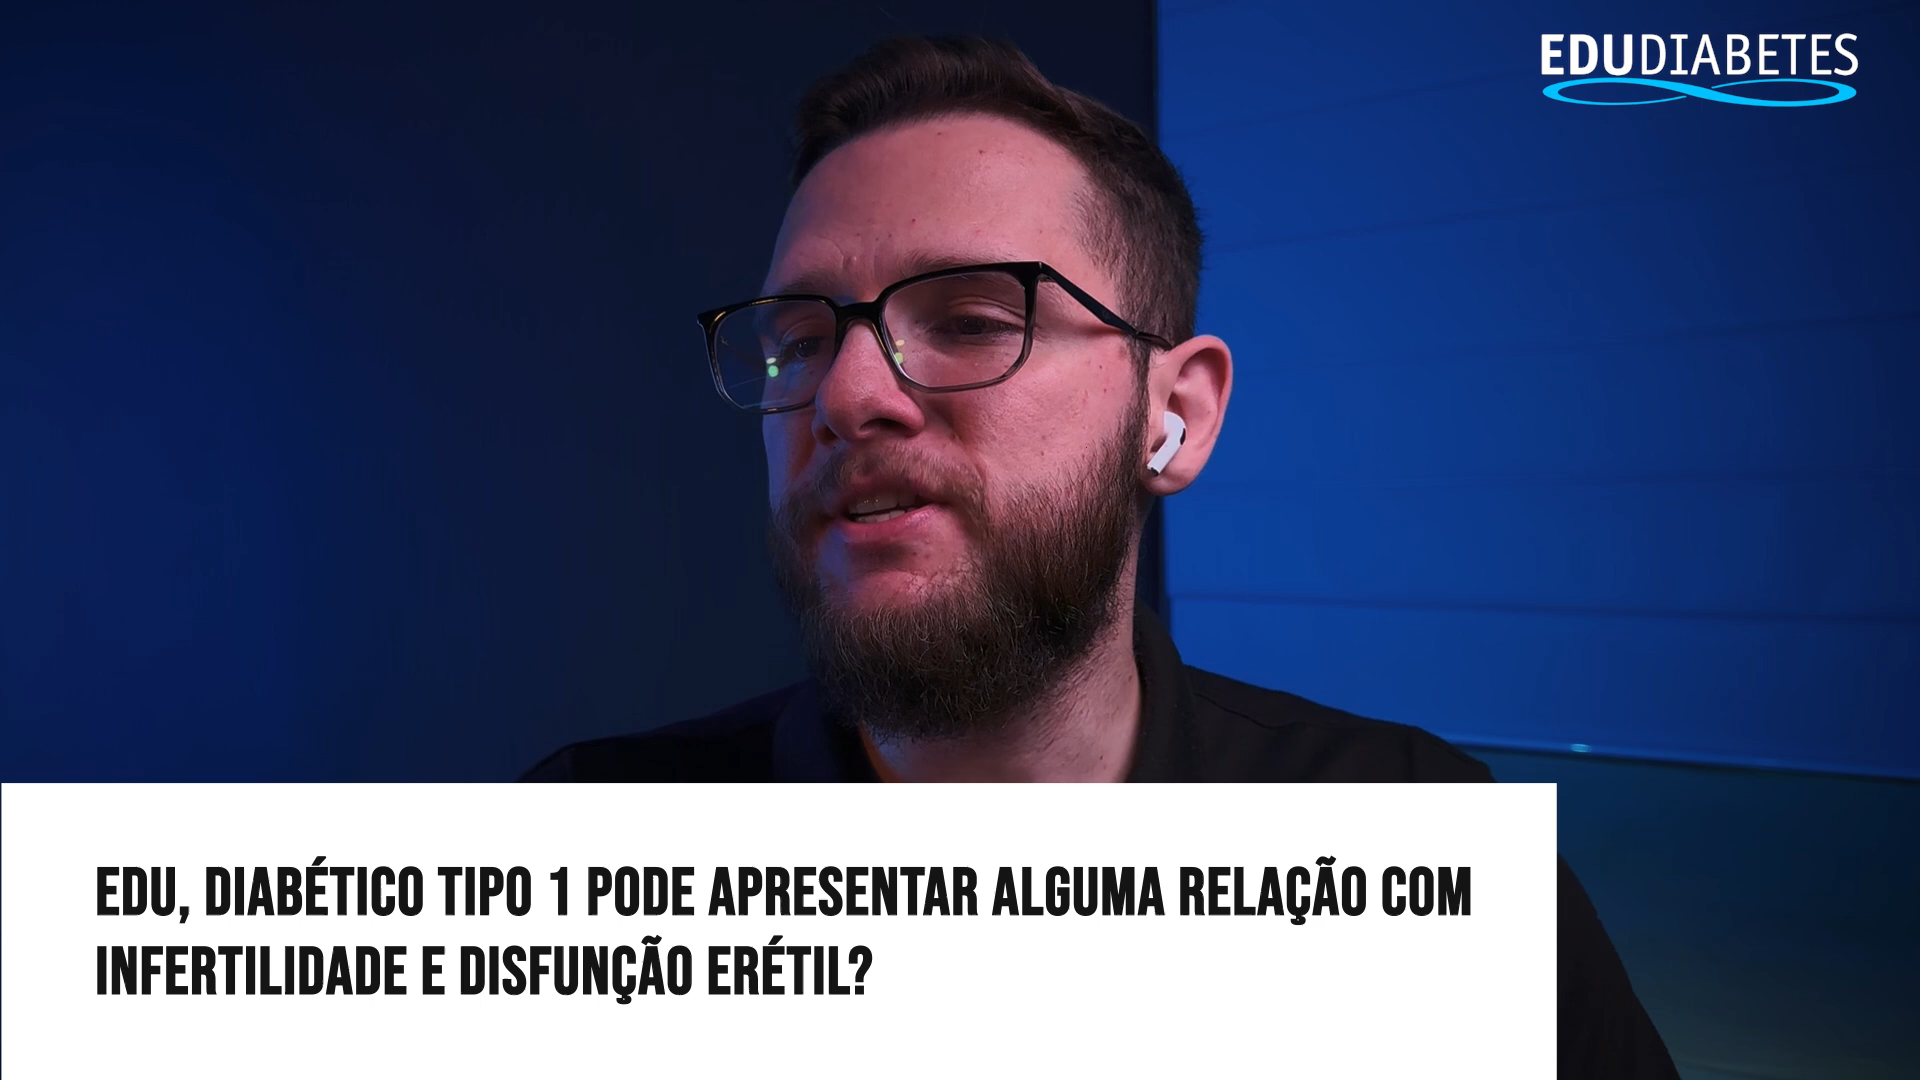 EDUDIABETES
EDU, DIABÉTICO TIPO 1 PODE APRESENTAR ALGUMA RELAÇÃO COM
INFERTILIDADE E DISFUNÇÃO ERÉTIL?